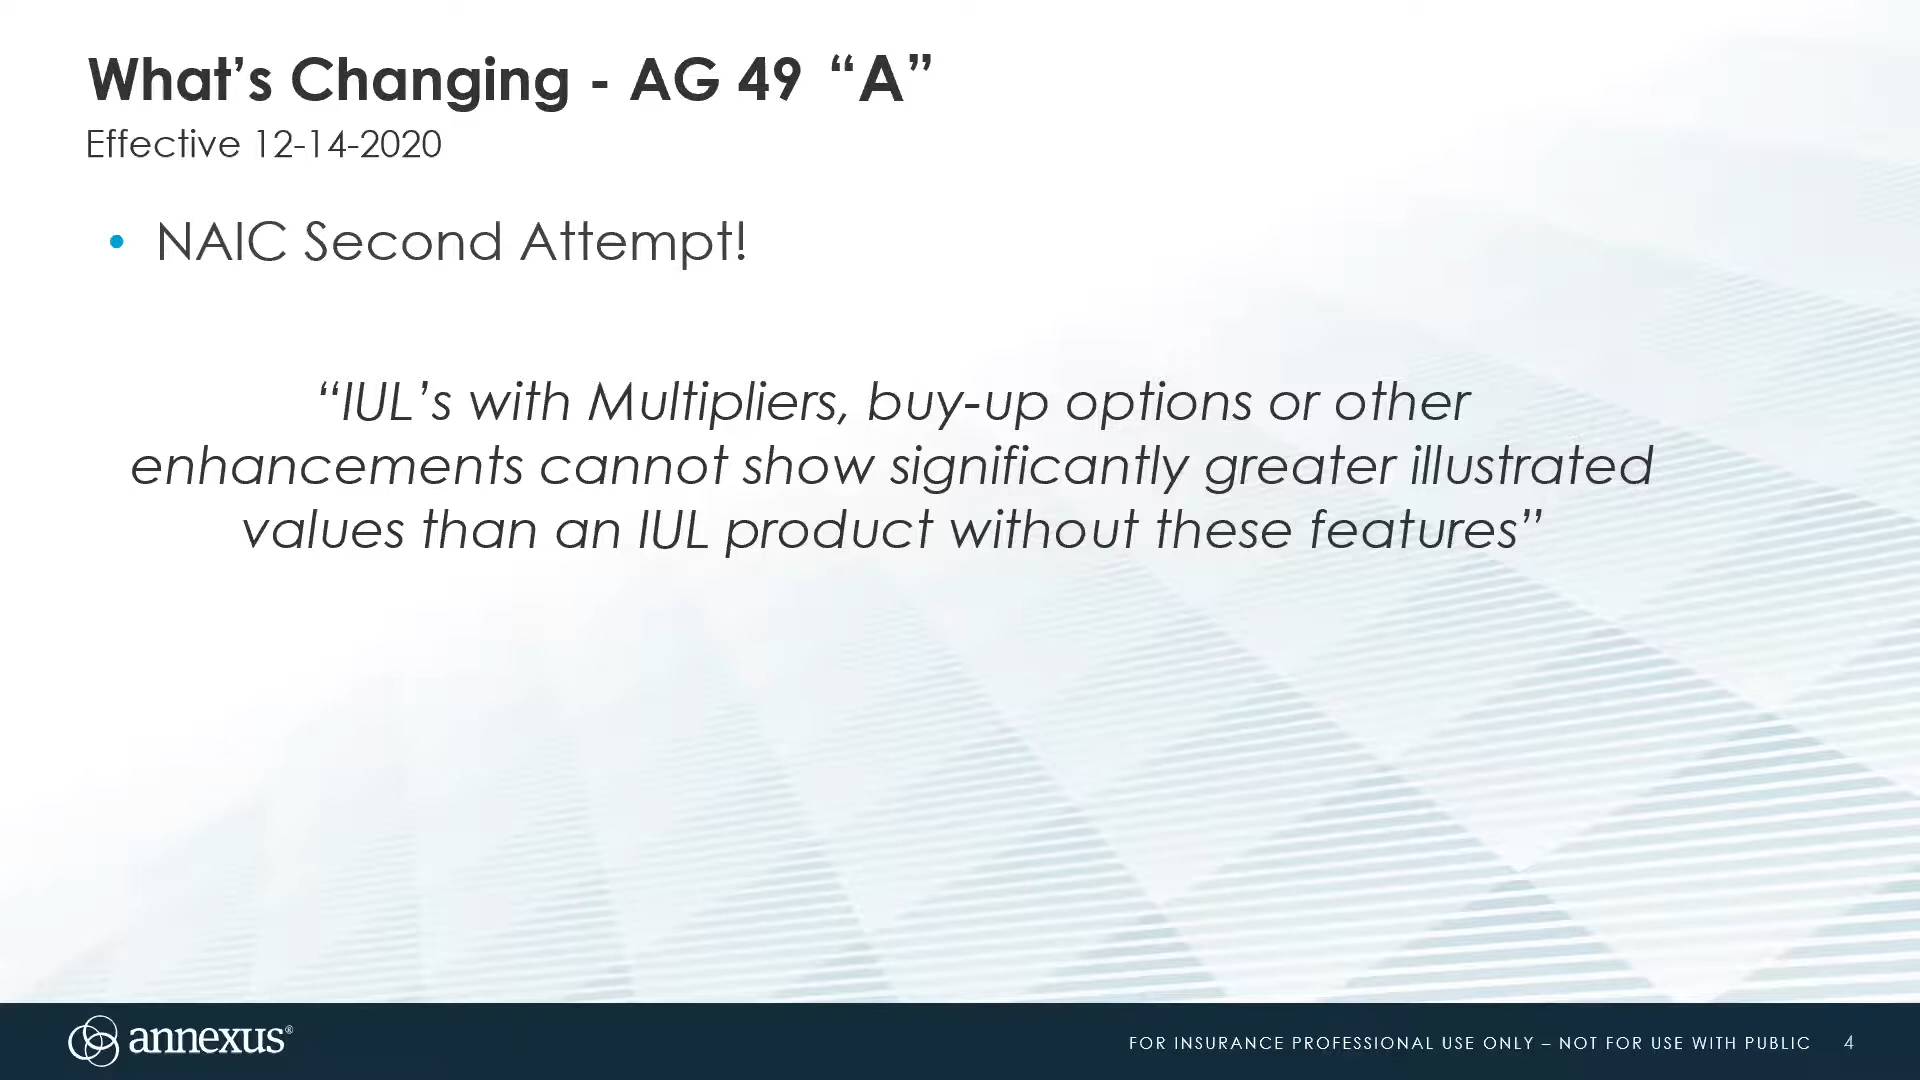 What’s Changing - AG 49 “A”
Effective 12-14-2020
• NAIC Second Attempt!
“IUL’s with Multipliers, buy-up options or other
enhancements cannot show significantly greater illustrated
values than an IUL product without these features”
annexus®
FOR INSURANCE PROFESSIONAL USE ONLY – NOT FOR USE WITH PUBLIC 4